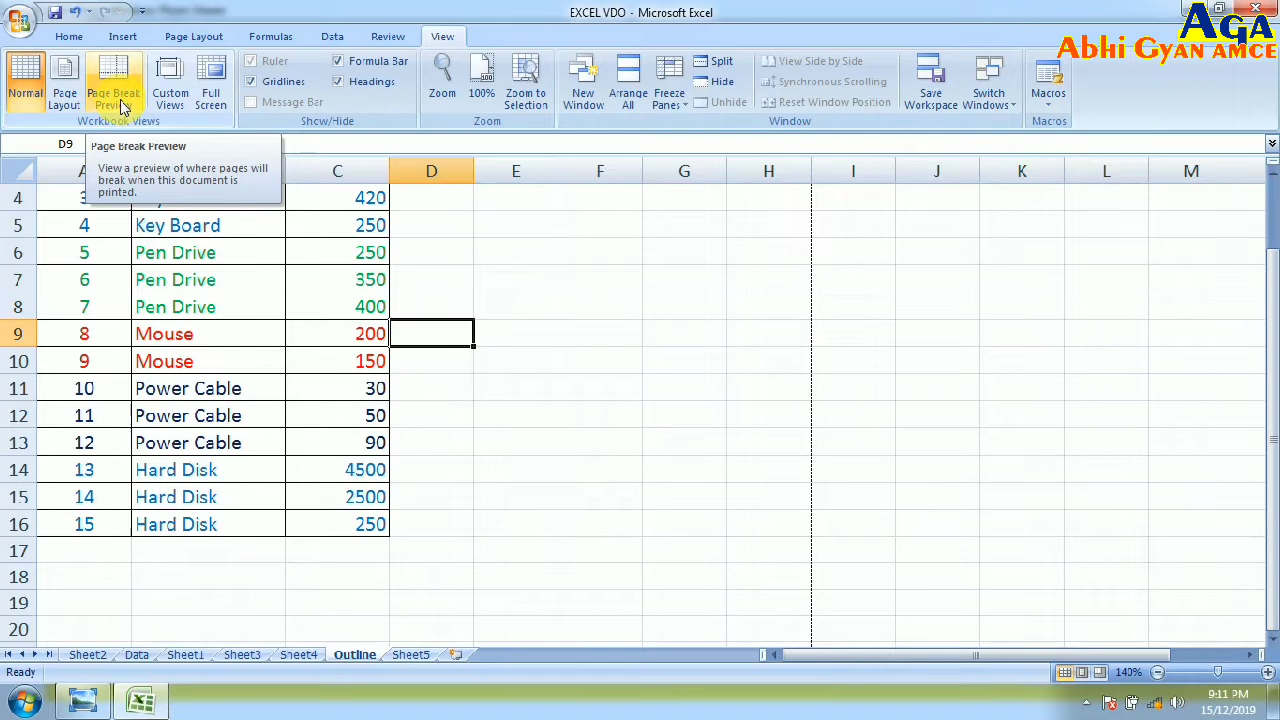 EXCEL VDO - Microsoft Excel
AGA
Abhi Gyan AMCE
Home Insert Page Layout Formulas Data Review View
Normal
Page Layout
Page Break Preview
Custom Views
Full Screen
Workbook Views
Ruler
Gridlines
Message Bar
Formula Bar
Headings
Show/Hide
Zoom
100%
Zoom to Selection
Zoom
New Window
Arrange All
Freeze Panes
Split
Hide
Unhide
View Side by Side
Synchronous Scrolling
Reset Window Position
Window
Save Workspace
Switch Windows
Macros
Macros
D9
Page Break Preview
View a preview of where pages will
break when this document is
printed.
C D E F G H I J K L M
4 420
5 4 Key Board 250
6 5 Pen Drive 250
7 6 Pen Drive 350
8 7 Pen Drive 400
9 8 Mouse 200
10 9 Mouse 150
11 10 Power Cable 30
12 11 Power Cable 50
13 12 Power Cable 90
14 13 Hard Disk 4500
15 14 Hard Disk 2500
16 15 Hard Disk 250
17
18
19
20
Sheet2 Data Sheet1 Sheet3 Sheet4 Outline Sheet5
Ready 140%
9:11 PM
15/12/2019